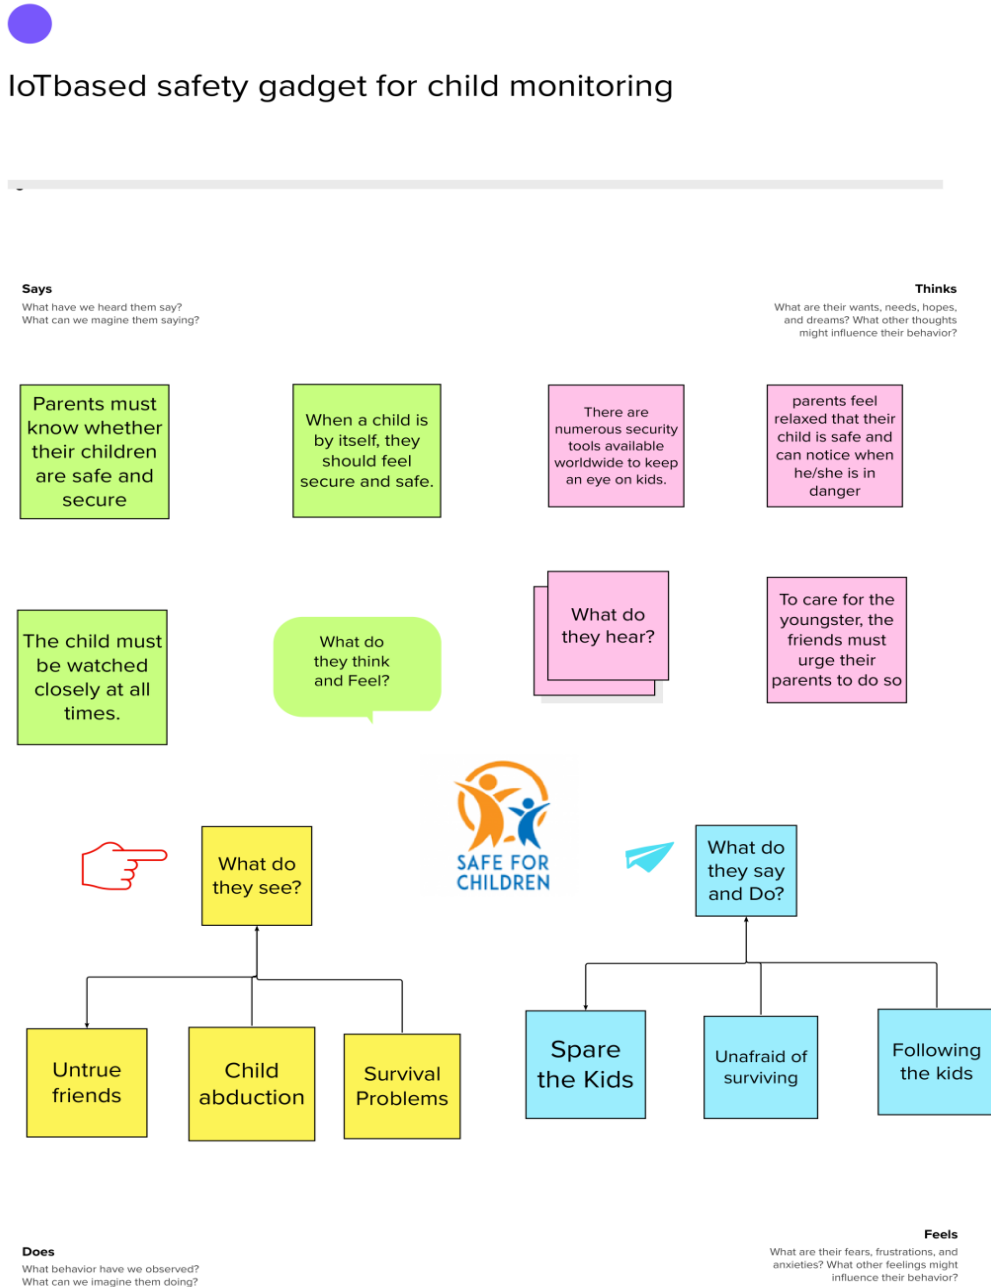 IoTbased safety gadget for child monitoring
Says
What have we heard them say?
What can we magine them saying?
Thinks
What are their wants, needs, hopes,
and dreams? What other thoughts
might influence their behavior?
Parents must
know whether
their children
are safe and
secure
When a child is
by itself, they
should feel
secure and safe.
There are
numerous security
tools available
worldwide to keep
an eye on kids.
parents feel
relaxed that their
child is safe and
can notice when
he/she is in
danger
The child must
be watched
closely at all
times.
What do
they think
and Feel?
What do
they hear?
To care for the
youngster, the
friends must
urge their
parents to do so
SAFE FOR
CHILDREN
What do
they see?
What do
they say
and Do?
Untrue
friends
Child
abduction
Survival
Problems
Spare
the Kids
Unafraid of
surviving
Following
the kids
Does
What behavior have we observed?
What can we imagine them doing?
Feels
What are their fears, frustrations, and
anxieties? What other feelings might
influence their behavior?